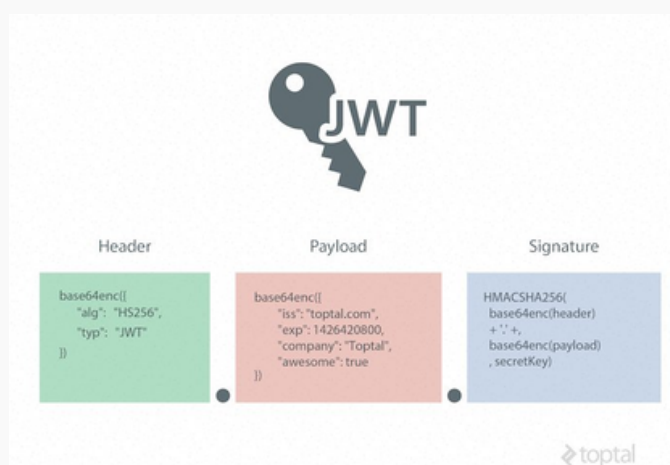 JWT
Header
Payload
Signature
base64enc({
"alg": "HS256",
"typ": "JWT"
})
base64enc({
"iss": "toptal.com",
"exp": 1426420800,
"company": "Toptal",
"awesome": true
})
HMACSHA256(
base64enc(header)
+ '.' +,
base64enc(payload)
, secretKey)
toptal